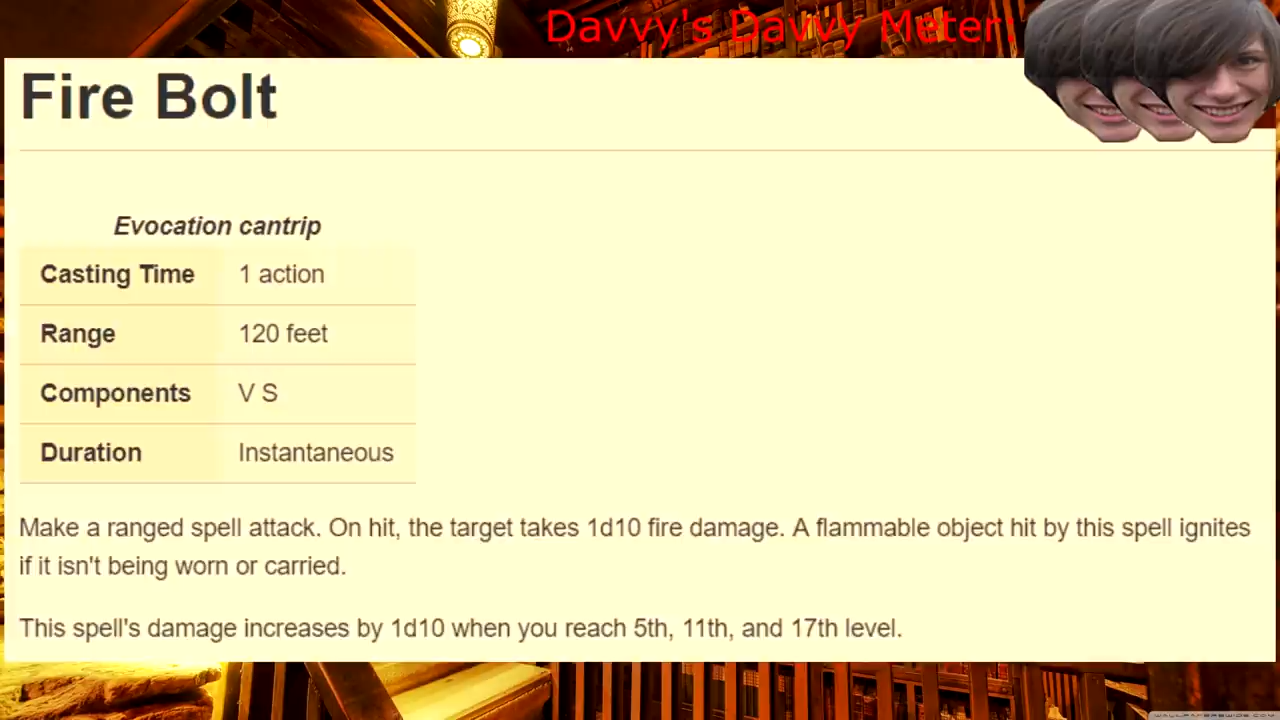 Davvy's Davvy Meter:
Fire Bolt
Evocation cantrip
Casting Time 1 action
Range 120 feet
Components V S
Duration Instantaneous
Make a ranged spell attack. On hit, the target takes 1d10 fire damage. A flammable object hit by this spell ignites
if it isn't being worn or carried.
This spell's damage increases by 1d10 when you reach 5th, 11th, and 17th level.